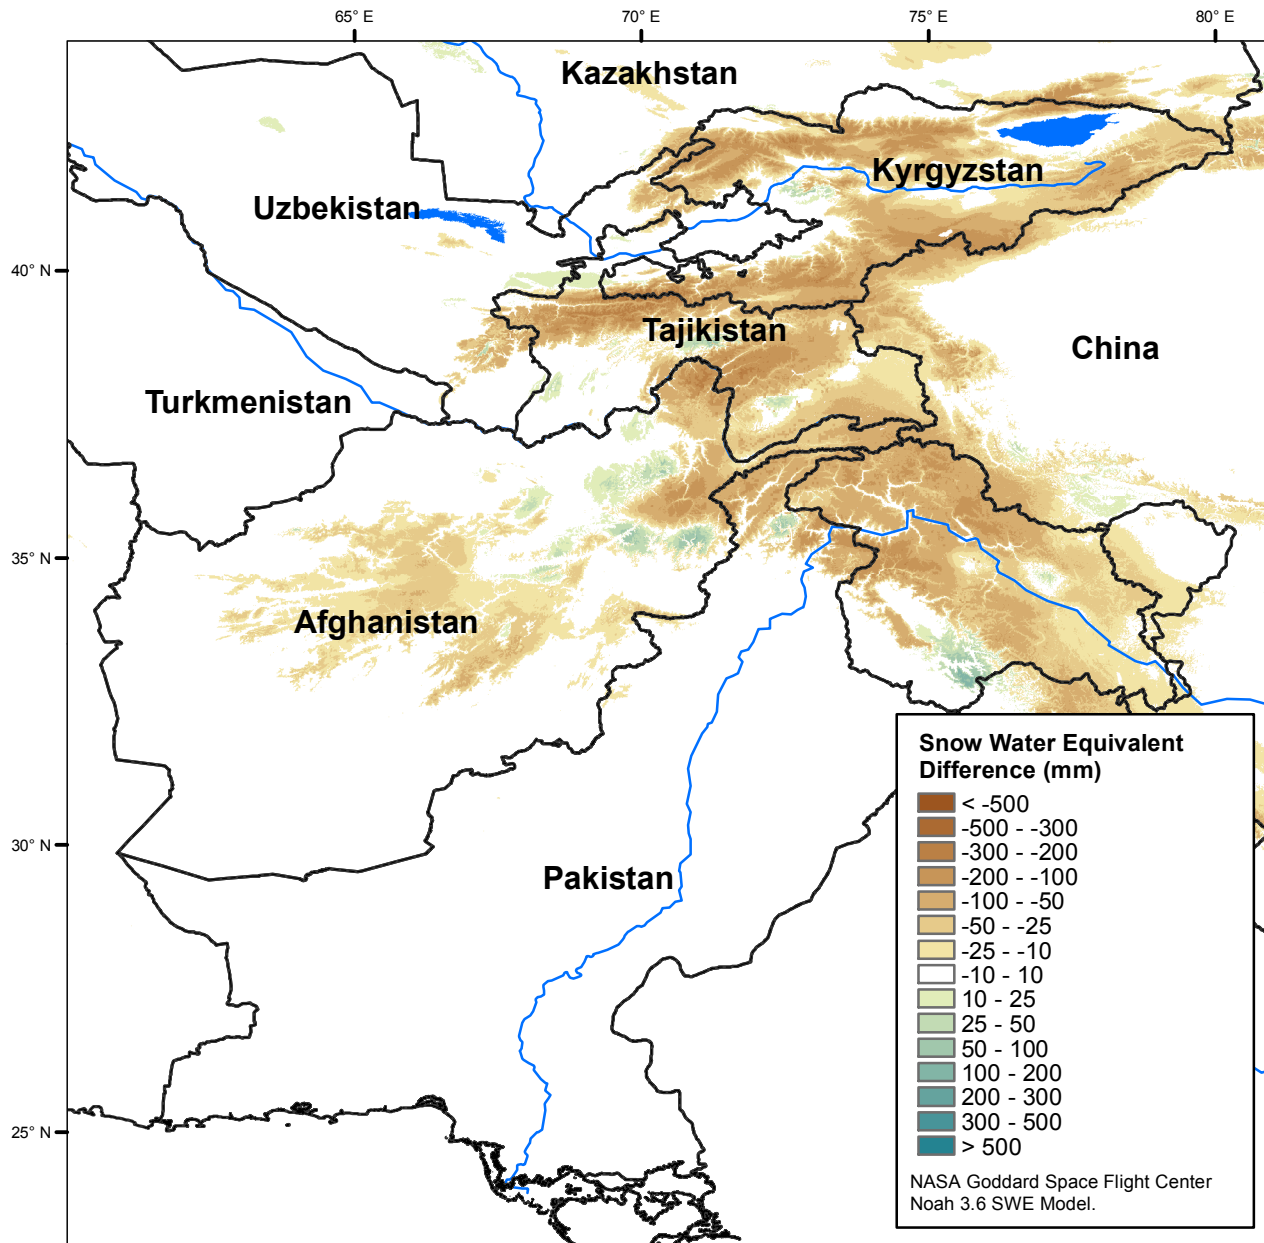 65° E
70° E
75° E
80° E
Kazakhstan
Kyrgyzstan
Uzbekistan
40° N
Tajikistan
China
Turkmenistan
35° N
Afghanistan
30° N
Pakistan
25° N
Snow Water Equivalent
Difference (mm)
< -500
-500 - -300
-300 - -200
-200 - -100
-100 - -50
-50 - -25
-25 - -10
-10 - 10
10 - 25
25 - 50
50 - 100
100 - 200
200 - 300
300 - 500
> 500
NASA Goddard Space Flight Center
Noah 3.6 SWE Model.